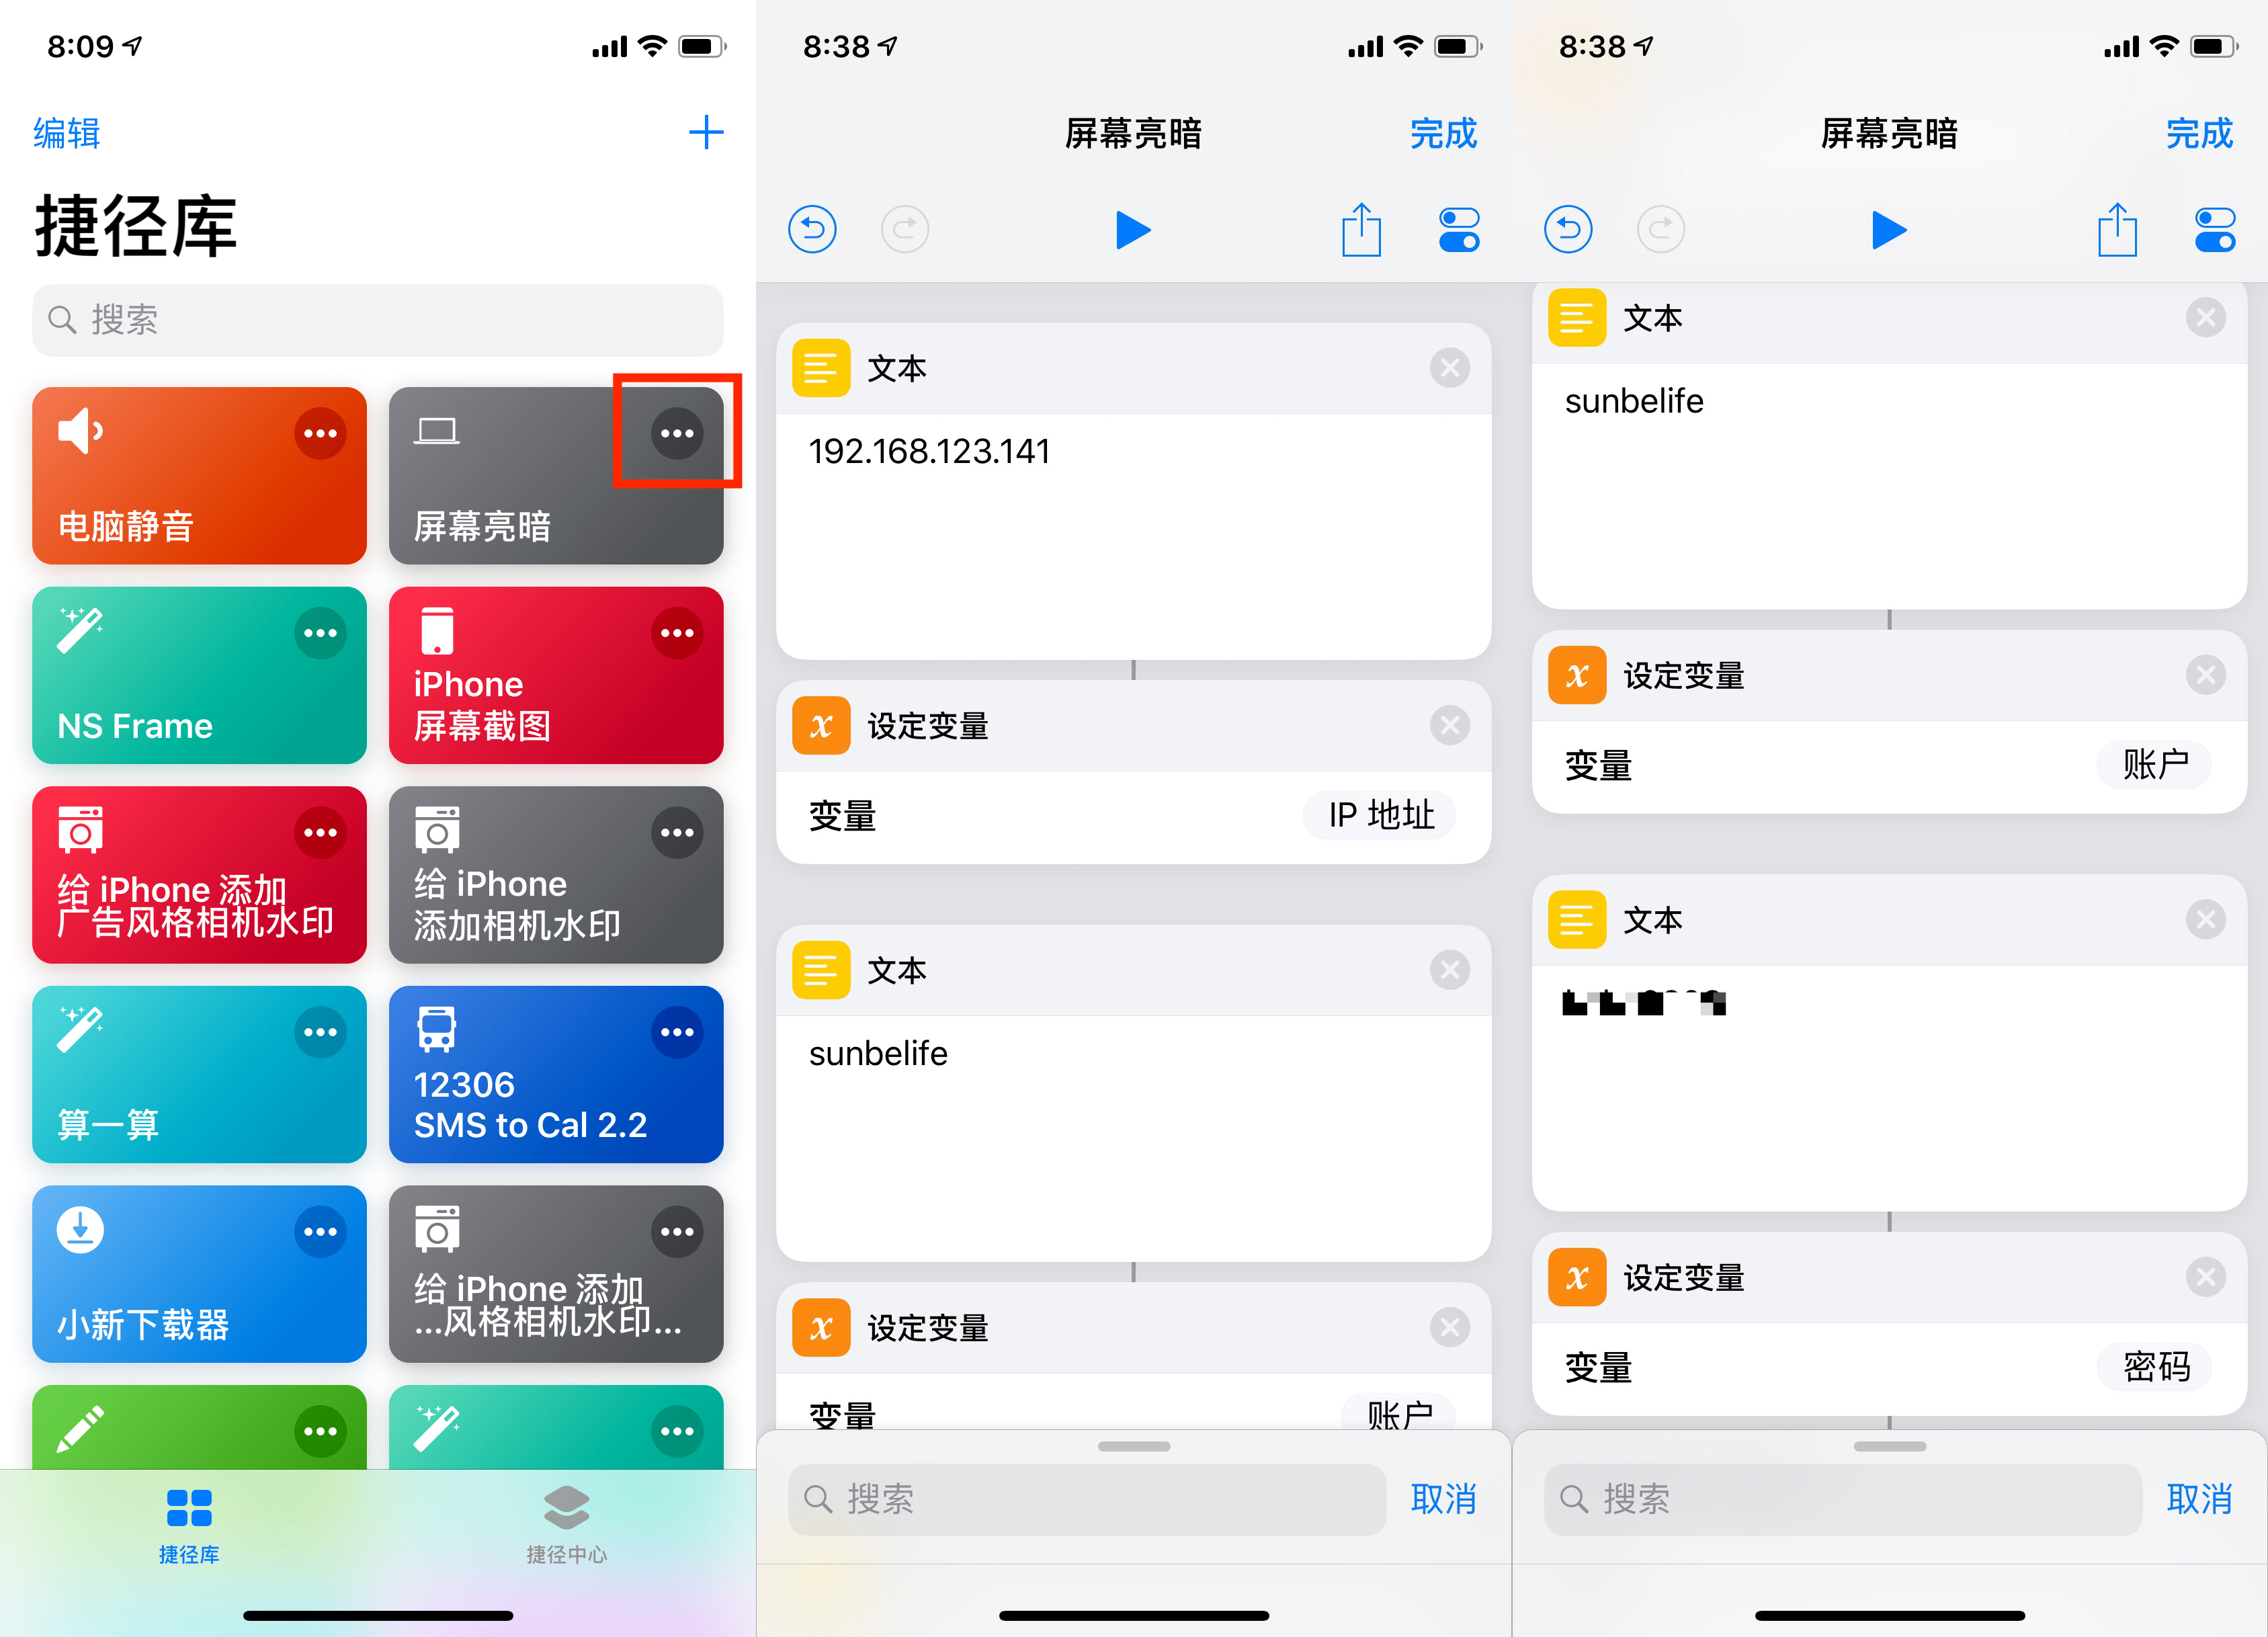 8:09
编辑
捷径库
搜索
电脑静音
屏幕亮暗
NS Frame
iPhone
屏幕截图
给 iPhone 添加
广告风格相机水印
给 iPhone
添加相机水印
算一算
12306
SMS to Cal 2.2
小新下载器
给 iPhone 添加
...风格相机水印...
捷径库
捷径中心
8:38
屏幕亮暗
完成
文本
192.168.123.141
设定变量
变量
IP 地址
文本
sunbelife
设定变量
变量
账户
搜索
取消
8:38
屏幕亮暗
完成
文本
sunbelife
设定变量
变量
账户
文本
设定变量
变量
密码
搜索
取消